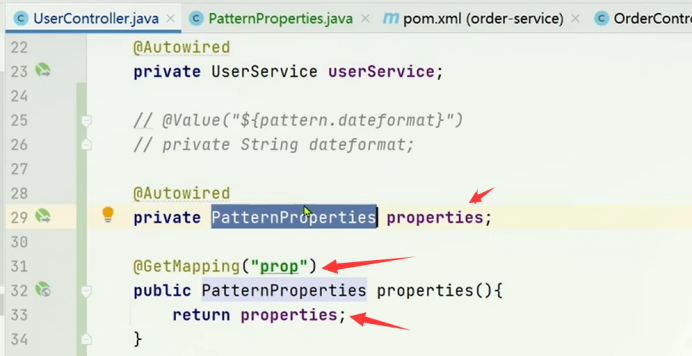 UserController.java × PatternProperties.java × pom.xml (order-service) × OrderContr
22 @Autowired
23 private UserService userService;
24
25 // @Value("${pattern.dateformat}")
26 // private String dateformat;
27
28 @Autowired
29 private PatternProperties properties;
30
31 @GetMapping("prop")
32 public PatternProperties properties(){
33 return properties;
34 }